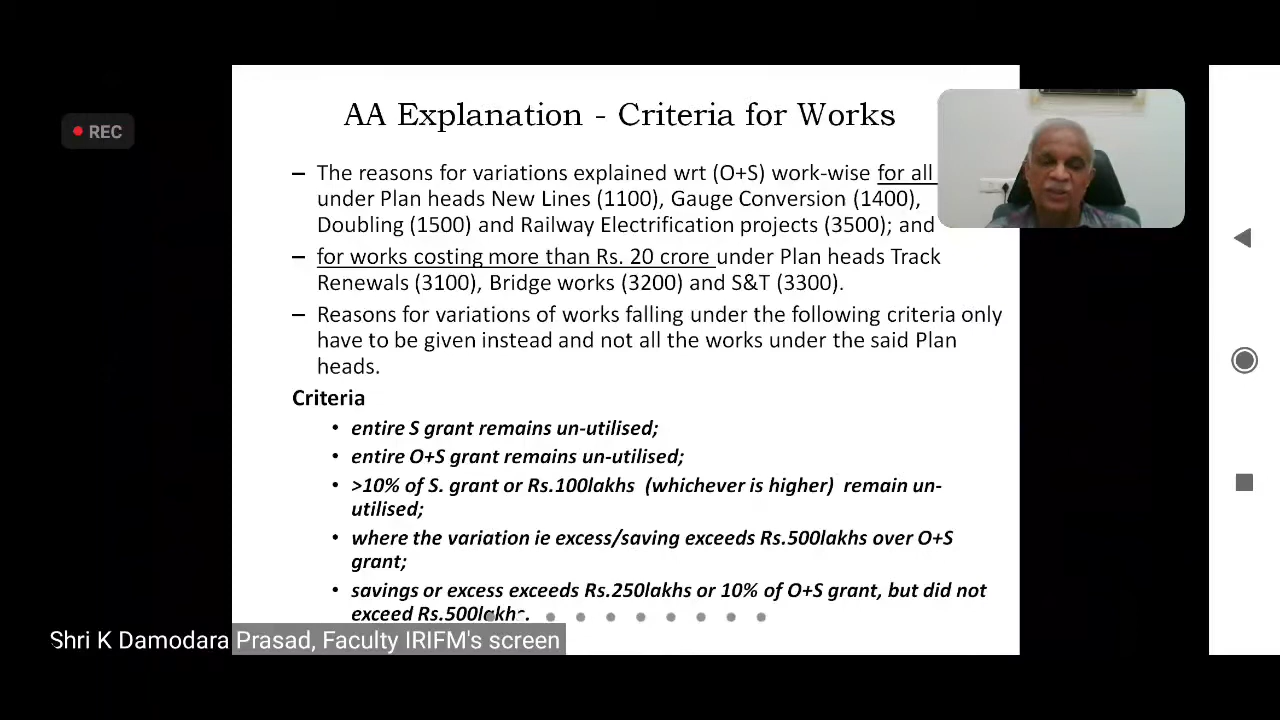 AA Explanation - Criteria for Works
REC
– The reasons for variations explained wrt (O+S) work-wise for all
under Plan heads New Lines (1100), Gauge Conversion (1400),
Doubling (1500) and Railway Electrification projects (3500); and
– for works costing more than Rs. 20 crore under Plan heads Track
Renewals (3100), Bridge works (3200) and S&T (3300).
– Reasons for variations of works falling under the following criteria only
have to be given instead and not all the works under the said Plan
heads.
Criteria
• entire S grant remains un-utilised;
• entire O+S grant remains un-utilised;
• >10% of S. grant or Rs.100lakhs (whichever is higher) remain un-
utilised;
• where the variation ie excess/saving exceeds Rs.500lakhs over O+S
grant;
• savings or excess exceeds Rs.250lakhs or 10% of O+S grant, but did not
exceed Rs.500lakhs.
Shri K Damodara Prasad, Faculty IRIFM's screen